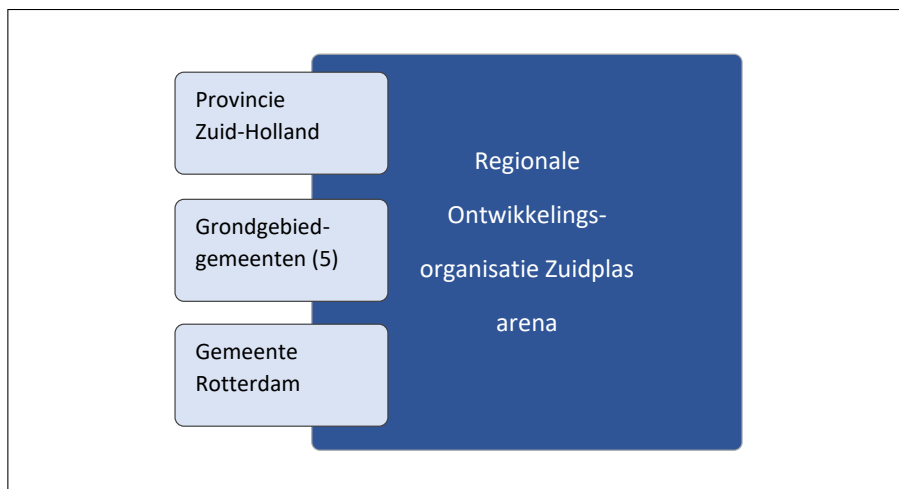 Provincie
Zuid-Holland
Grondgebied-
gemeenten (5)
Gemeente
Rotterdam
Regionale
Ontwikkelings-
organisatie Zuidplas
arena